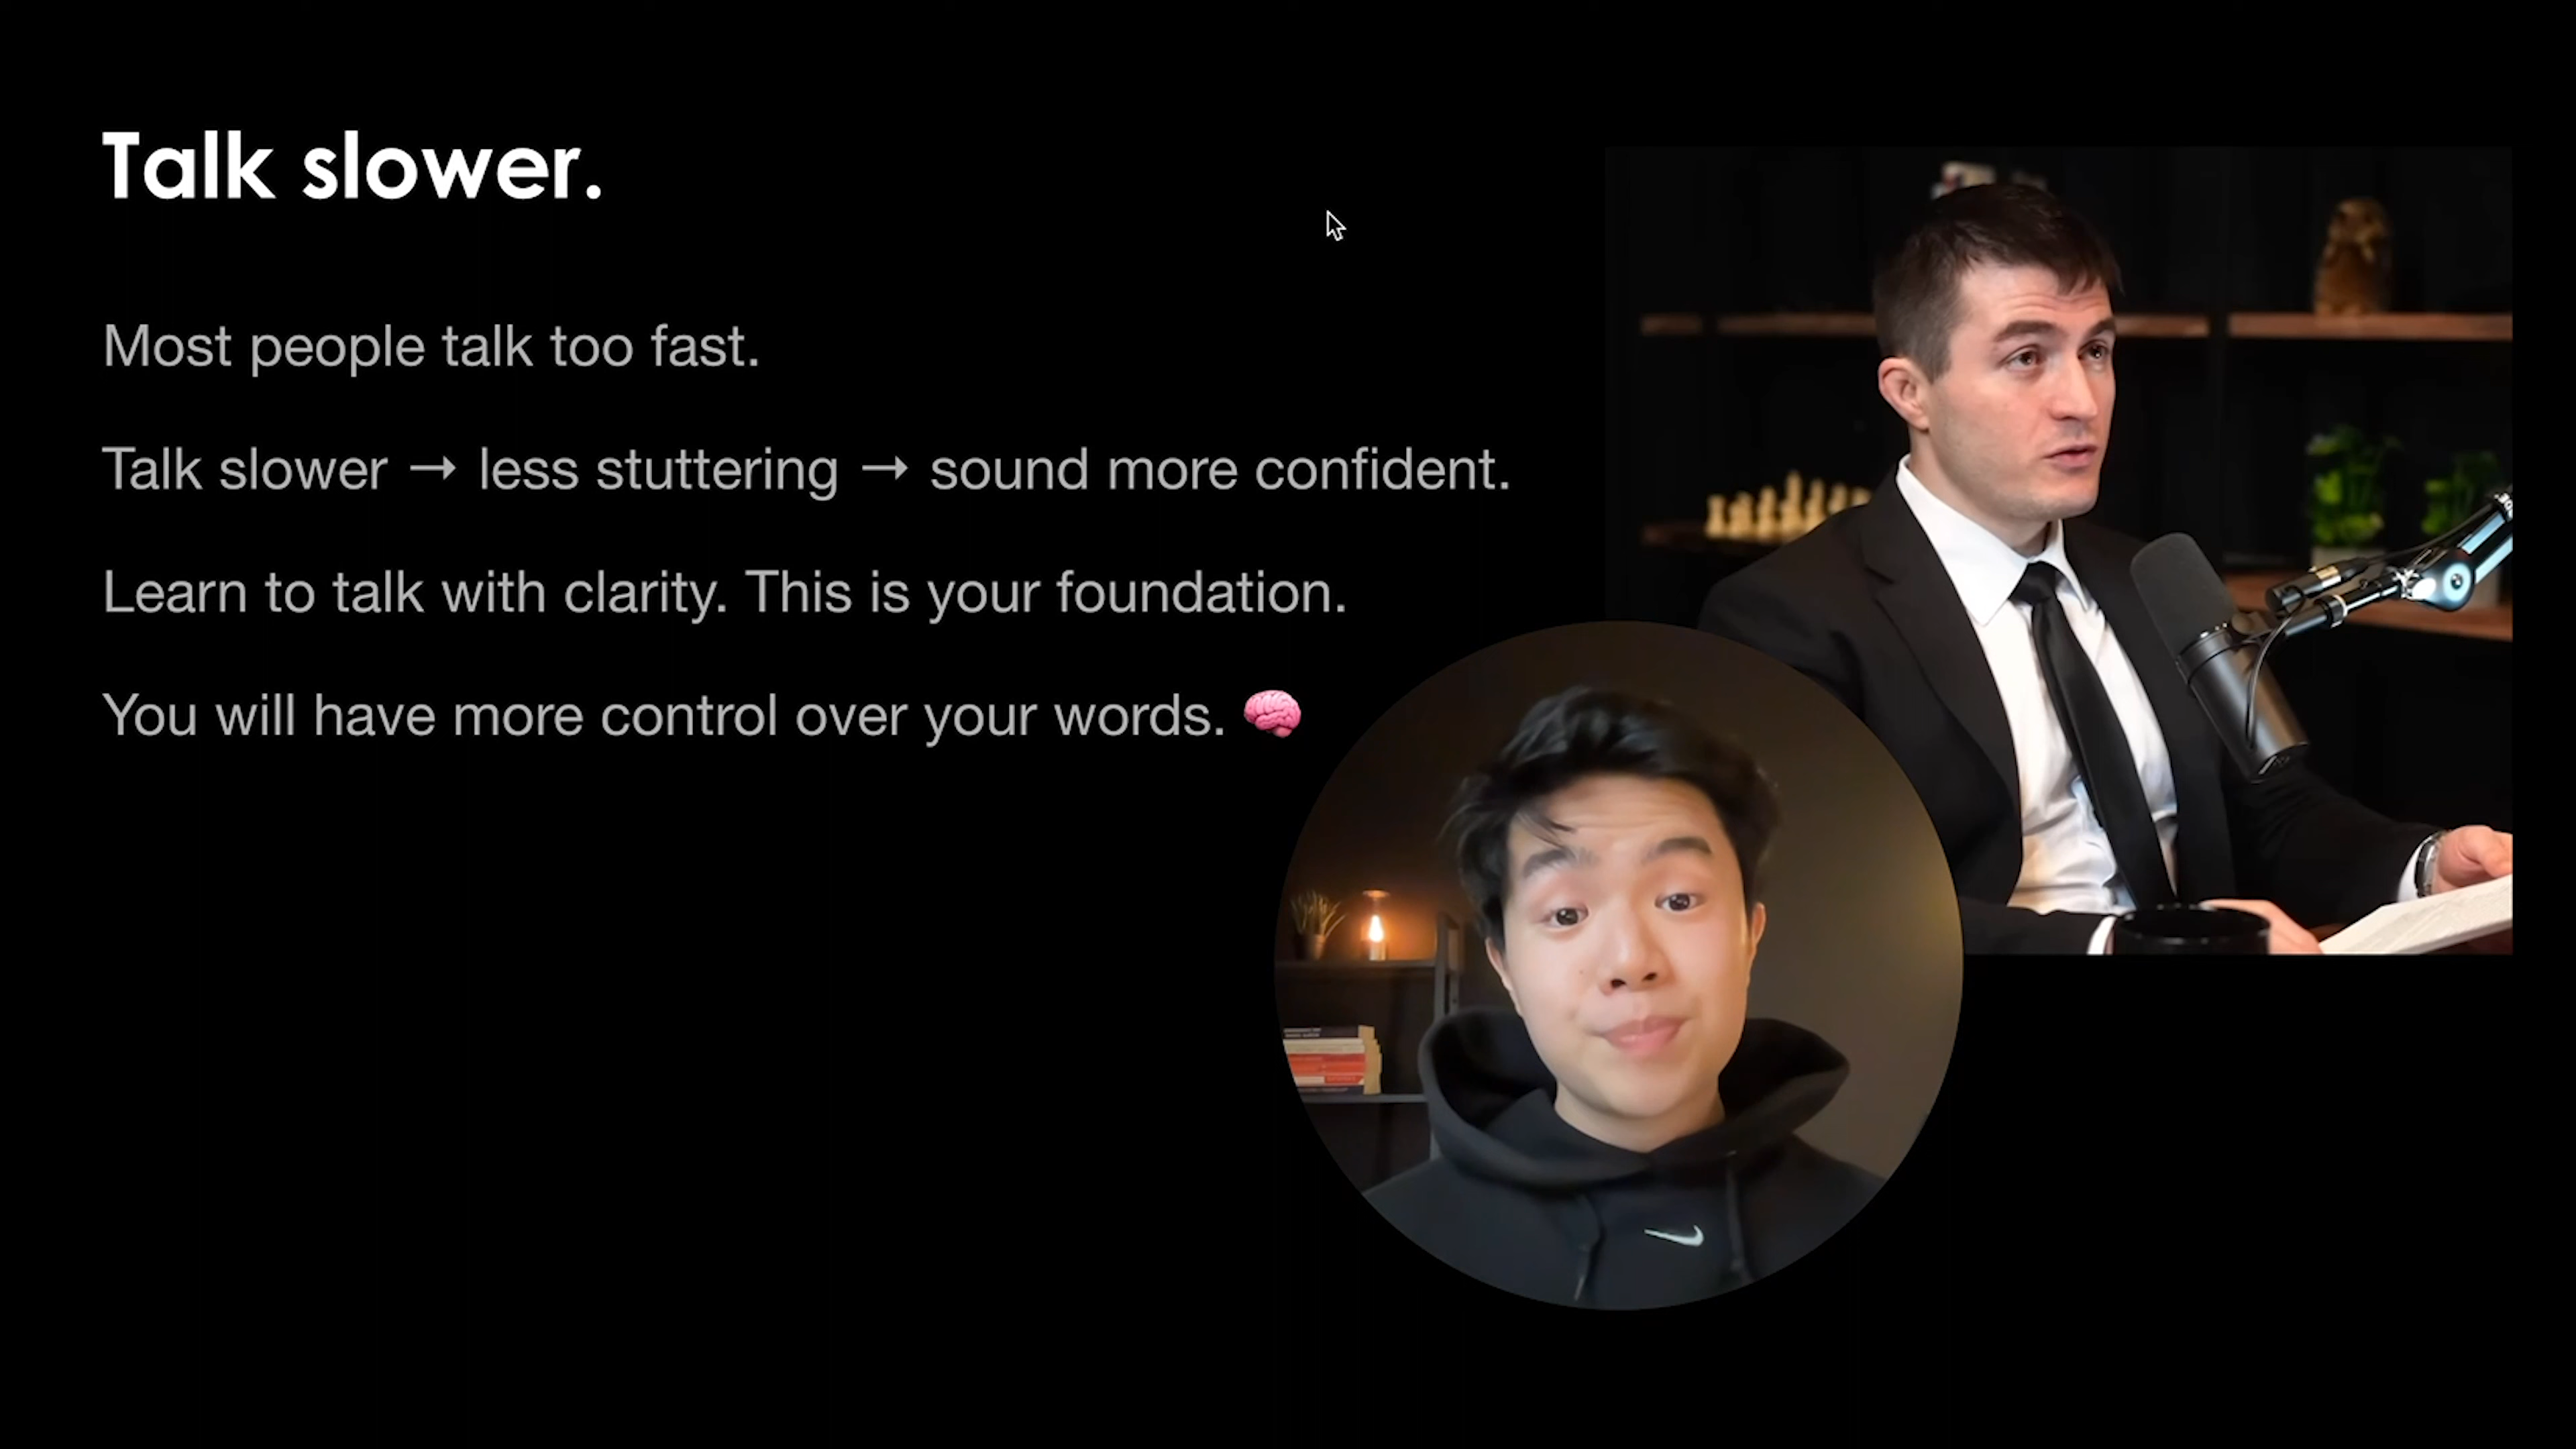 Talk slower.
Most people talk too fast.
Talk slower → less stuttering → sound more confident.
Learn to talk with clarity. This is your foundation.
You will have more control over your words. 🧠